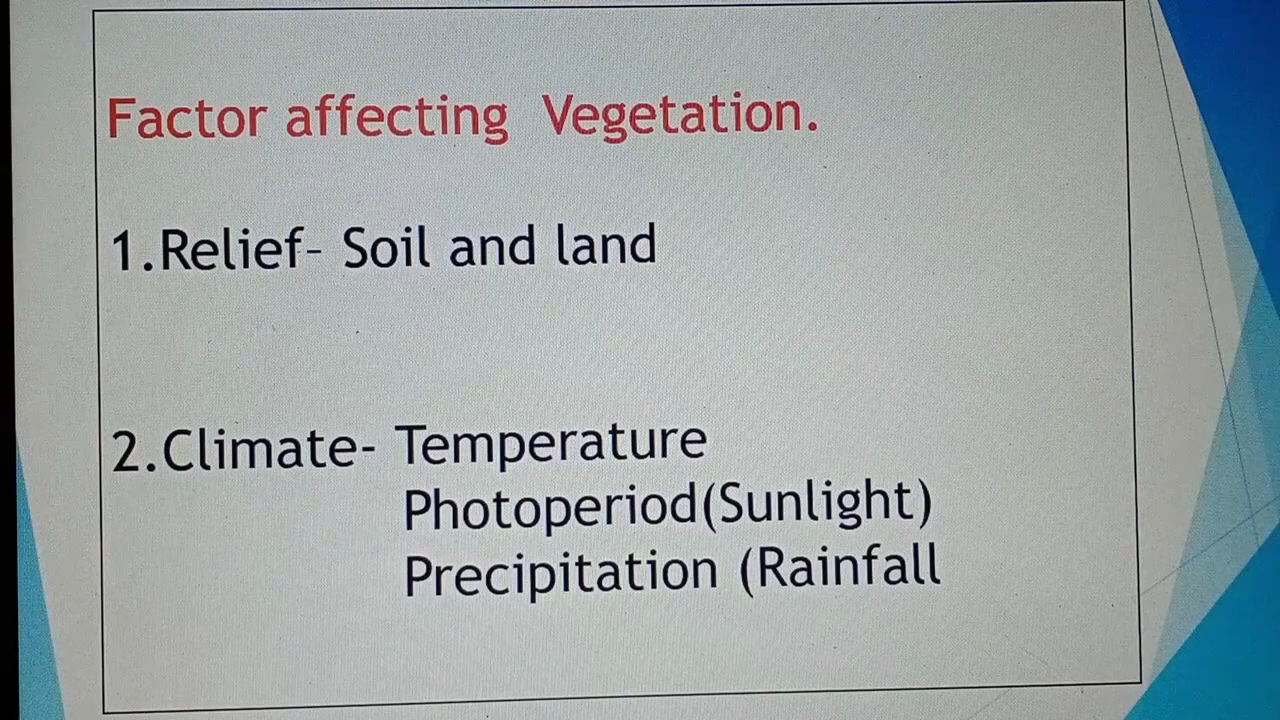 Factor affecting Vegetation.
1.Relief- Soil and land
2.Climate- Temperature
Photoperiod(Sunlight)
Precipitation (Rainfall